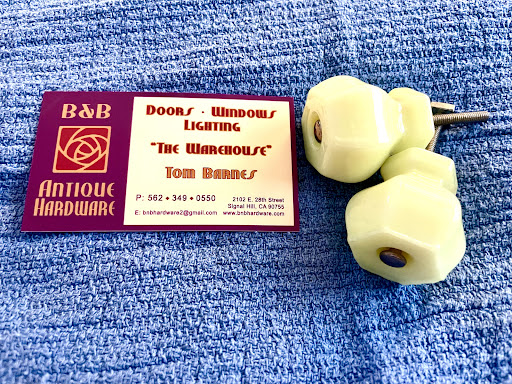 B&B
Antique
Hardware
Doors · Windows
Lighting
"The Warehouse"
Tom Barnes
P: 562 • 349 • 0550
2102 E. 28th Street
Signal Hill, CA 90755
E: bnbhardware2@gmail.com www.bnbhardware.com